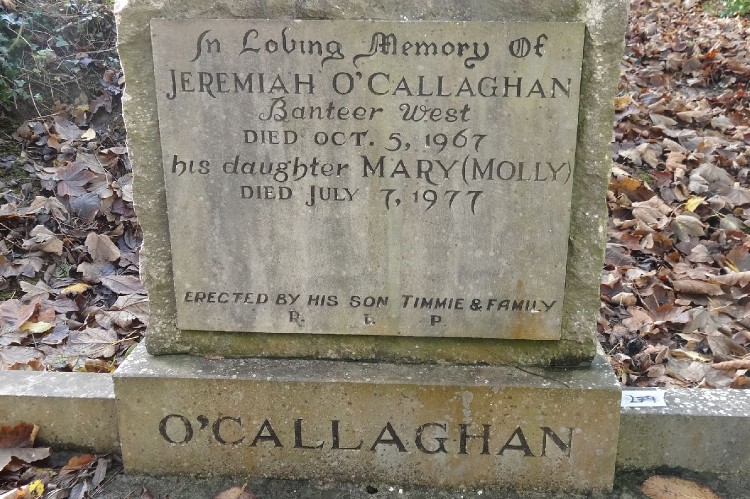 In Loving Memory Of
JEREMIAH O'CALLAGHAN
Banteer West
DIED OCT. 5, 1967
his daughter MARY (MOLLY)
DIED JULY 7, 1977
ERECTED BY HIS SON TIMMIE & FAMILY
R. I. P
O'CALLAGHAN